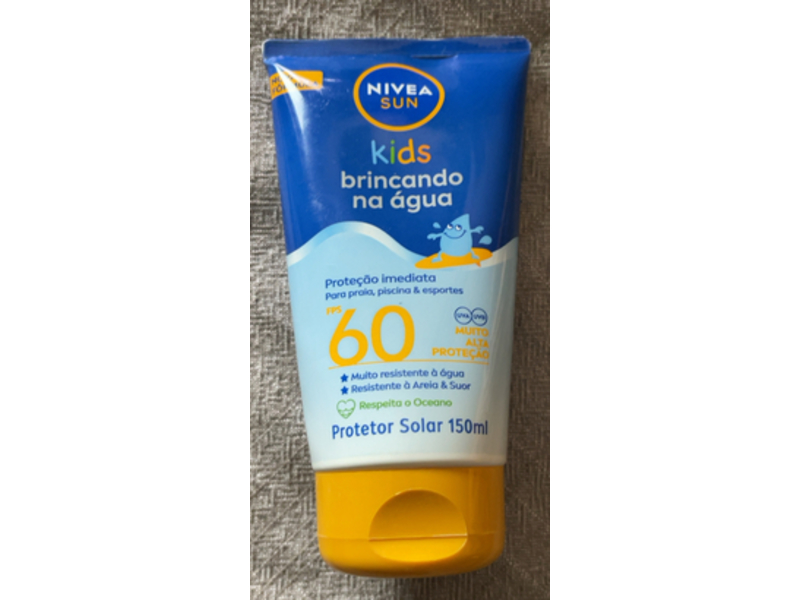 NIVEA
SUN
kids
brincando
na água
Proteção imediata
Para praia, piscina & esportes
FPS
60
UVA UVB
MUITO
ALTA
PROTEÇÃO
Muito resistente à água
Resistente à Areia & Suor
Respeita o Oceano
Protetor Solar 150ml